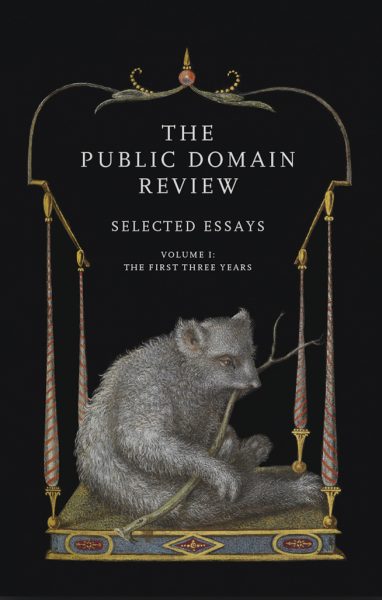 THE
PUBLIC DOMAIN
REVIEW
SELECTED ESSAYS
VOLUME I:
THE FIRST THREE YEARS